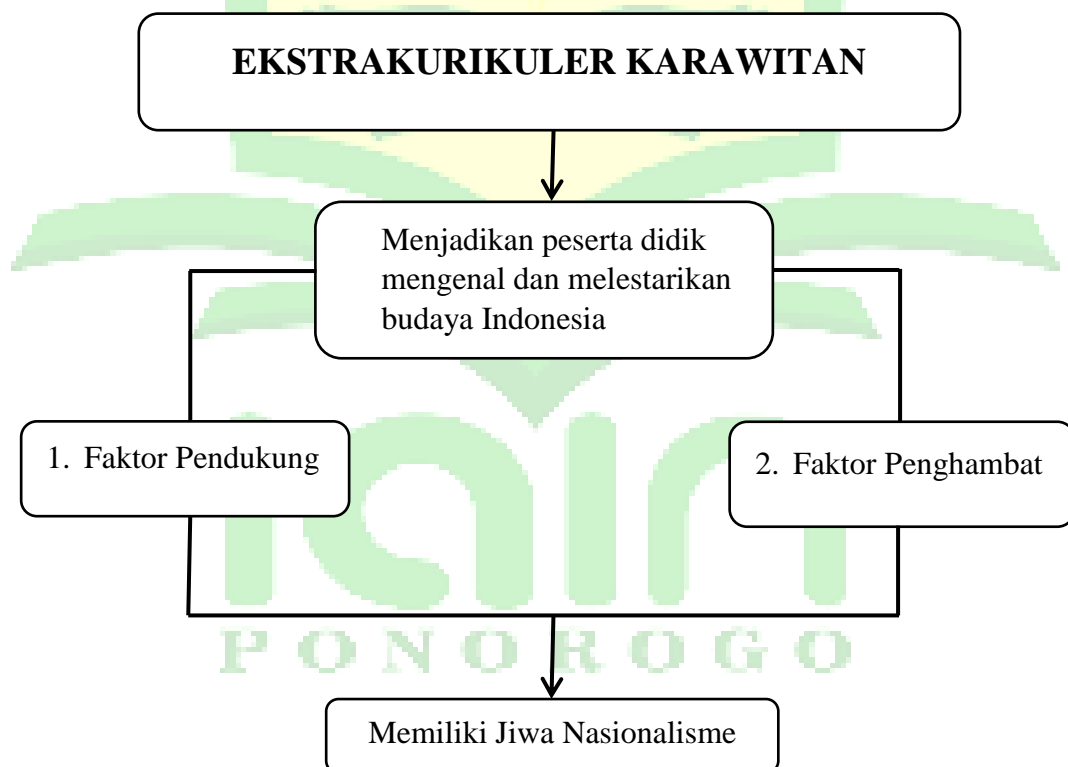 EKSTRAKURIKULER KARAWITAN
Menjadikan peserta didik
mengenal dan melestarikan
budaya Indonesia
1. Faktor Pendukung
2. Faktor Penghambat
iain
PONOROGO
Memiliki Jiwa Nasionalisme